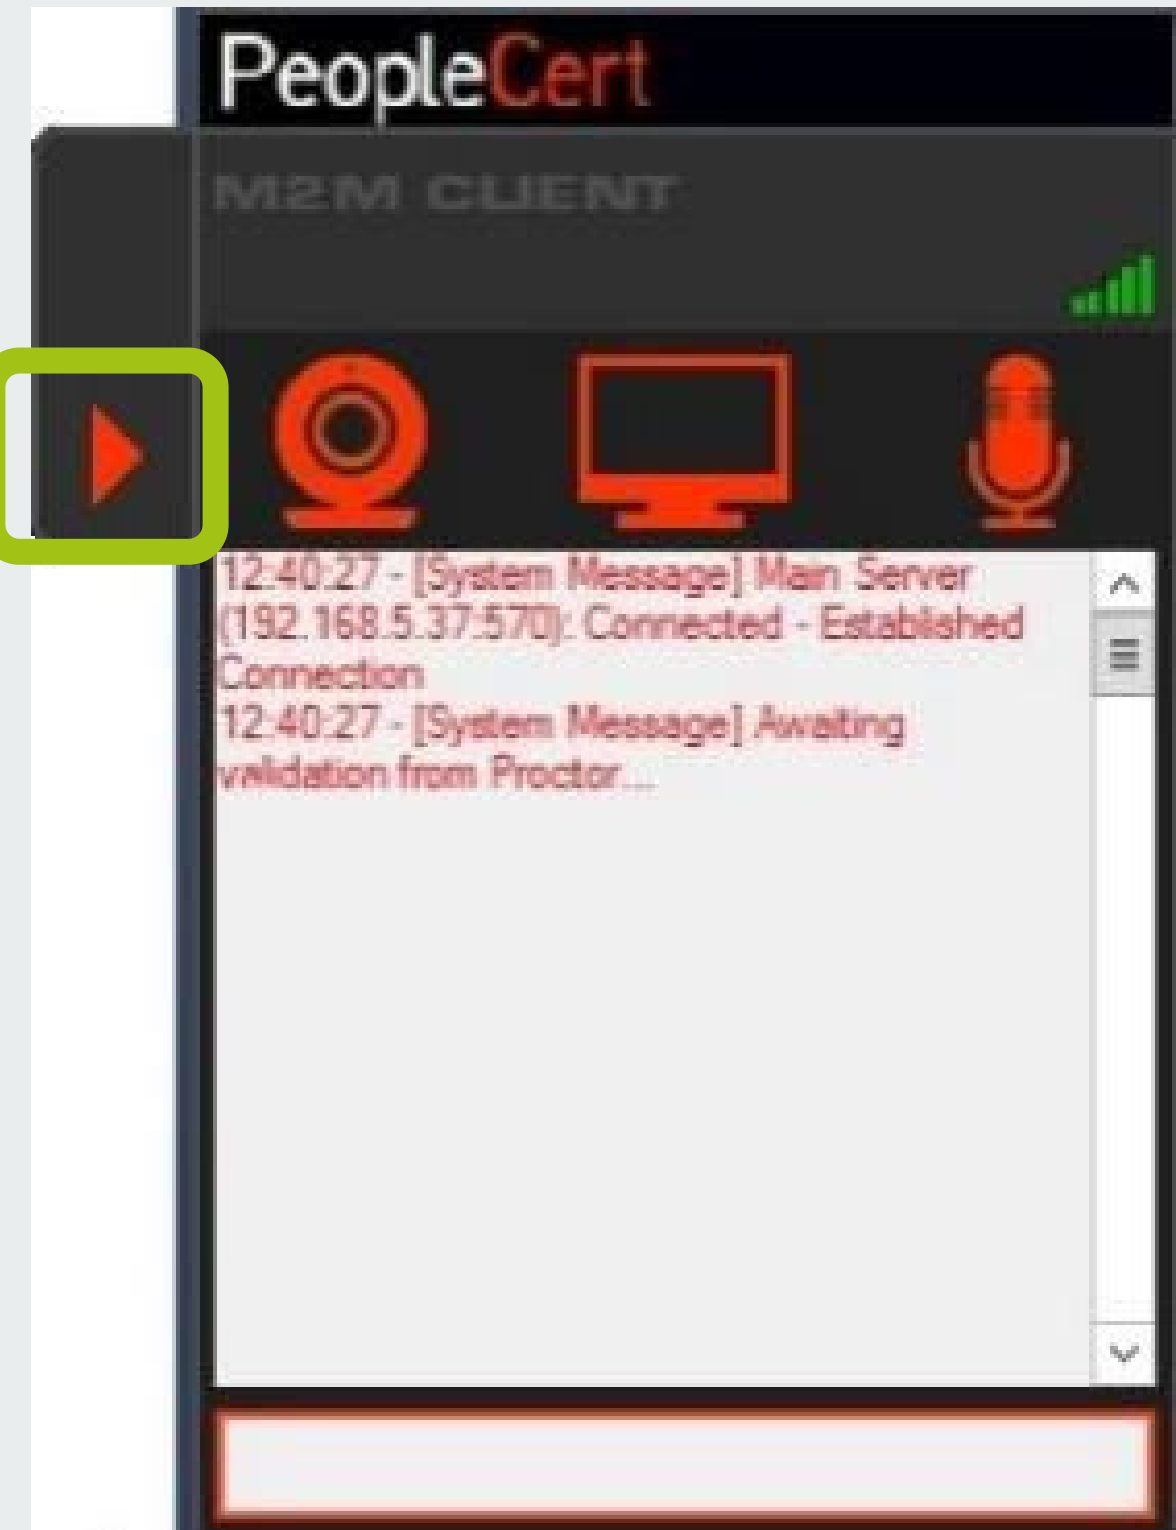 PeopleCert
M2M CLIENT
12:40:27 - [System Message] Main Server
(192.168.5.37:570): Connected - Established
Connection
12:40:27 - [System Message] Awaiting
validation from Proctor...